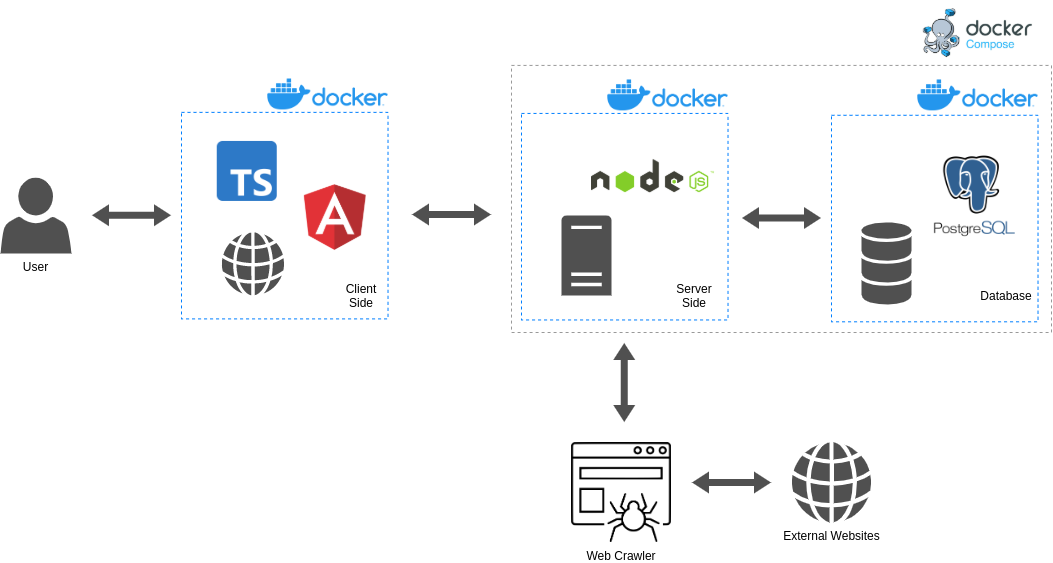 docker
Compose
docker
docker
docker
TS
node
JS
A
PostgreSQL
User
Client
Side
Server
Side
Database
Web Crawler
External Websites